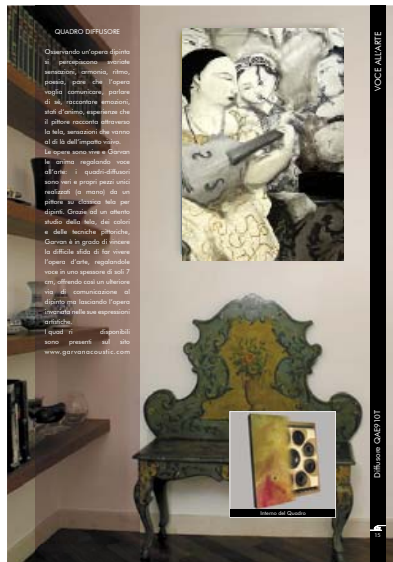 QUADRO DIFFUSORE
Osservando un'opera dipinta
si percepiscono svariate
sensazioni, armonia, ritmo,
poesia, pare che l'opera
voglia comunicare, parlare
di sé, raccontare emozioni,
stati d'animo, esperienze che
il pittore racconta attraverso
la tela, sensazioni che vanno
al di là dell'impatto visivo.
Le opere sono vive e Garvan
le anima regalando voce
all'arte: i quadri-diffusori
sono veri e propri pezzi unici
realizzati (a mano) da un
pittore su classica tela per
dipinti. Grazie ad un attento
studio della tela, dei colori
e delle tecniche pittoriche,
Garvan è in grado di vincere
la difficile sfida di far vivere
l'opera d'arte, regalandole
voce in uno spessore di soli 7
cm, offrendo così un ulteriore
via di comunicazione al
dipinto ma lasciando l'opera
invariata nelle sue espressioni
artistiche.
I quad ri disponibili
sono presenti sul sito
www.garvanacoustic.com
VOCE ALL'ARTE
Interno del Quadro
Diffusore QAE910T
15